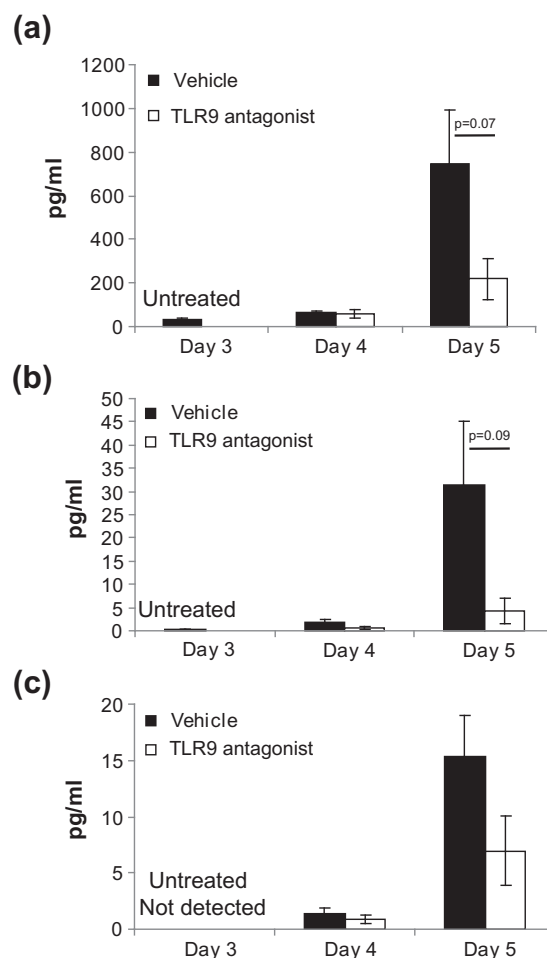 (a)
1200
1000
800
600
400
200
0
pg/ml
Vehicle
TLR9 antagonist
p=0.07
Untreated
Day 3
Day 4
Day 5
(b)
50
45
40
35
30
25
20
15
10
5
0
pg/ml
Vehicle
TLR9 antagonist
p=0.09
Untreated
Day 3
Day 4
Day 5
(c)
20
15
10
5
0
pg/ml
Vehicle
TLR9 antagonist
Untreated
Not detected
Day 3
Day 4
Day 5